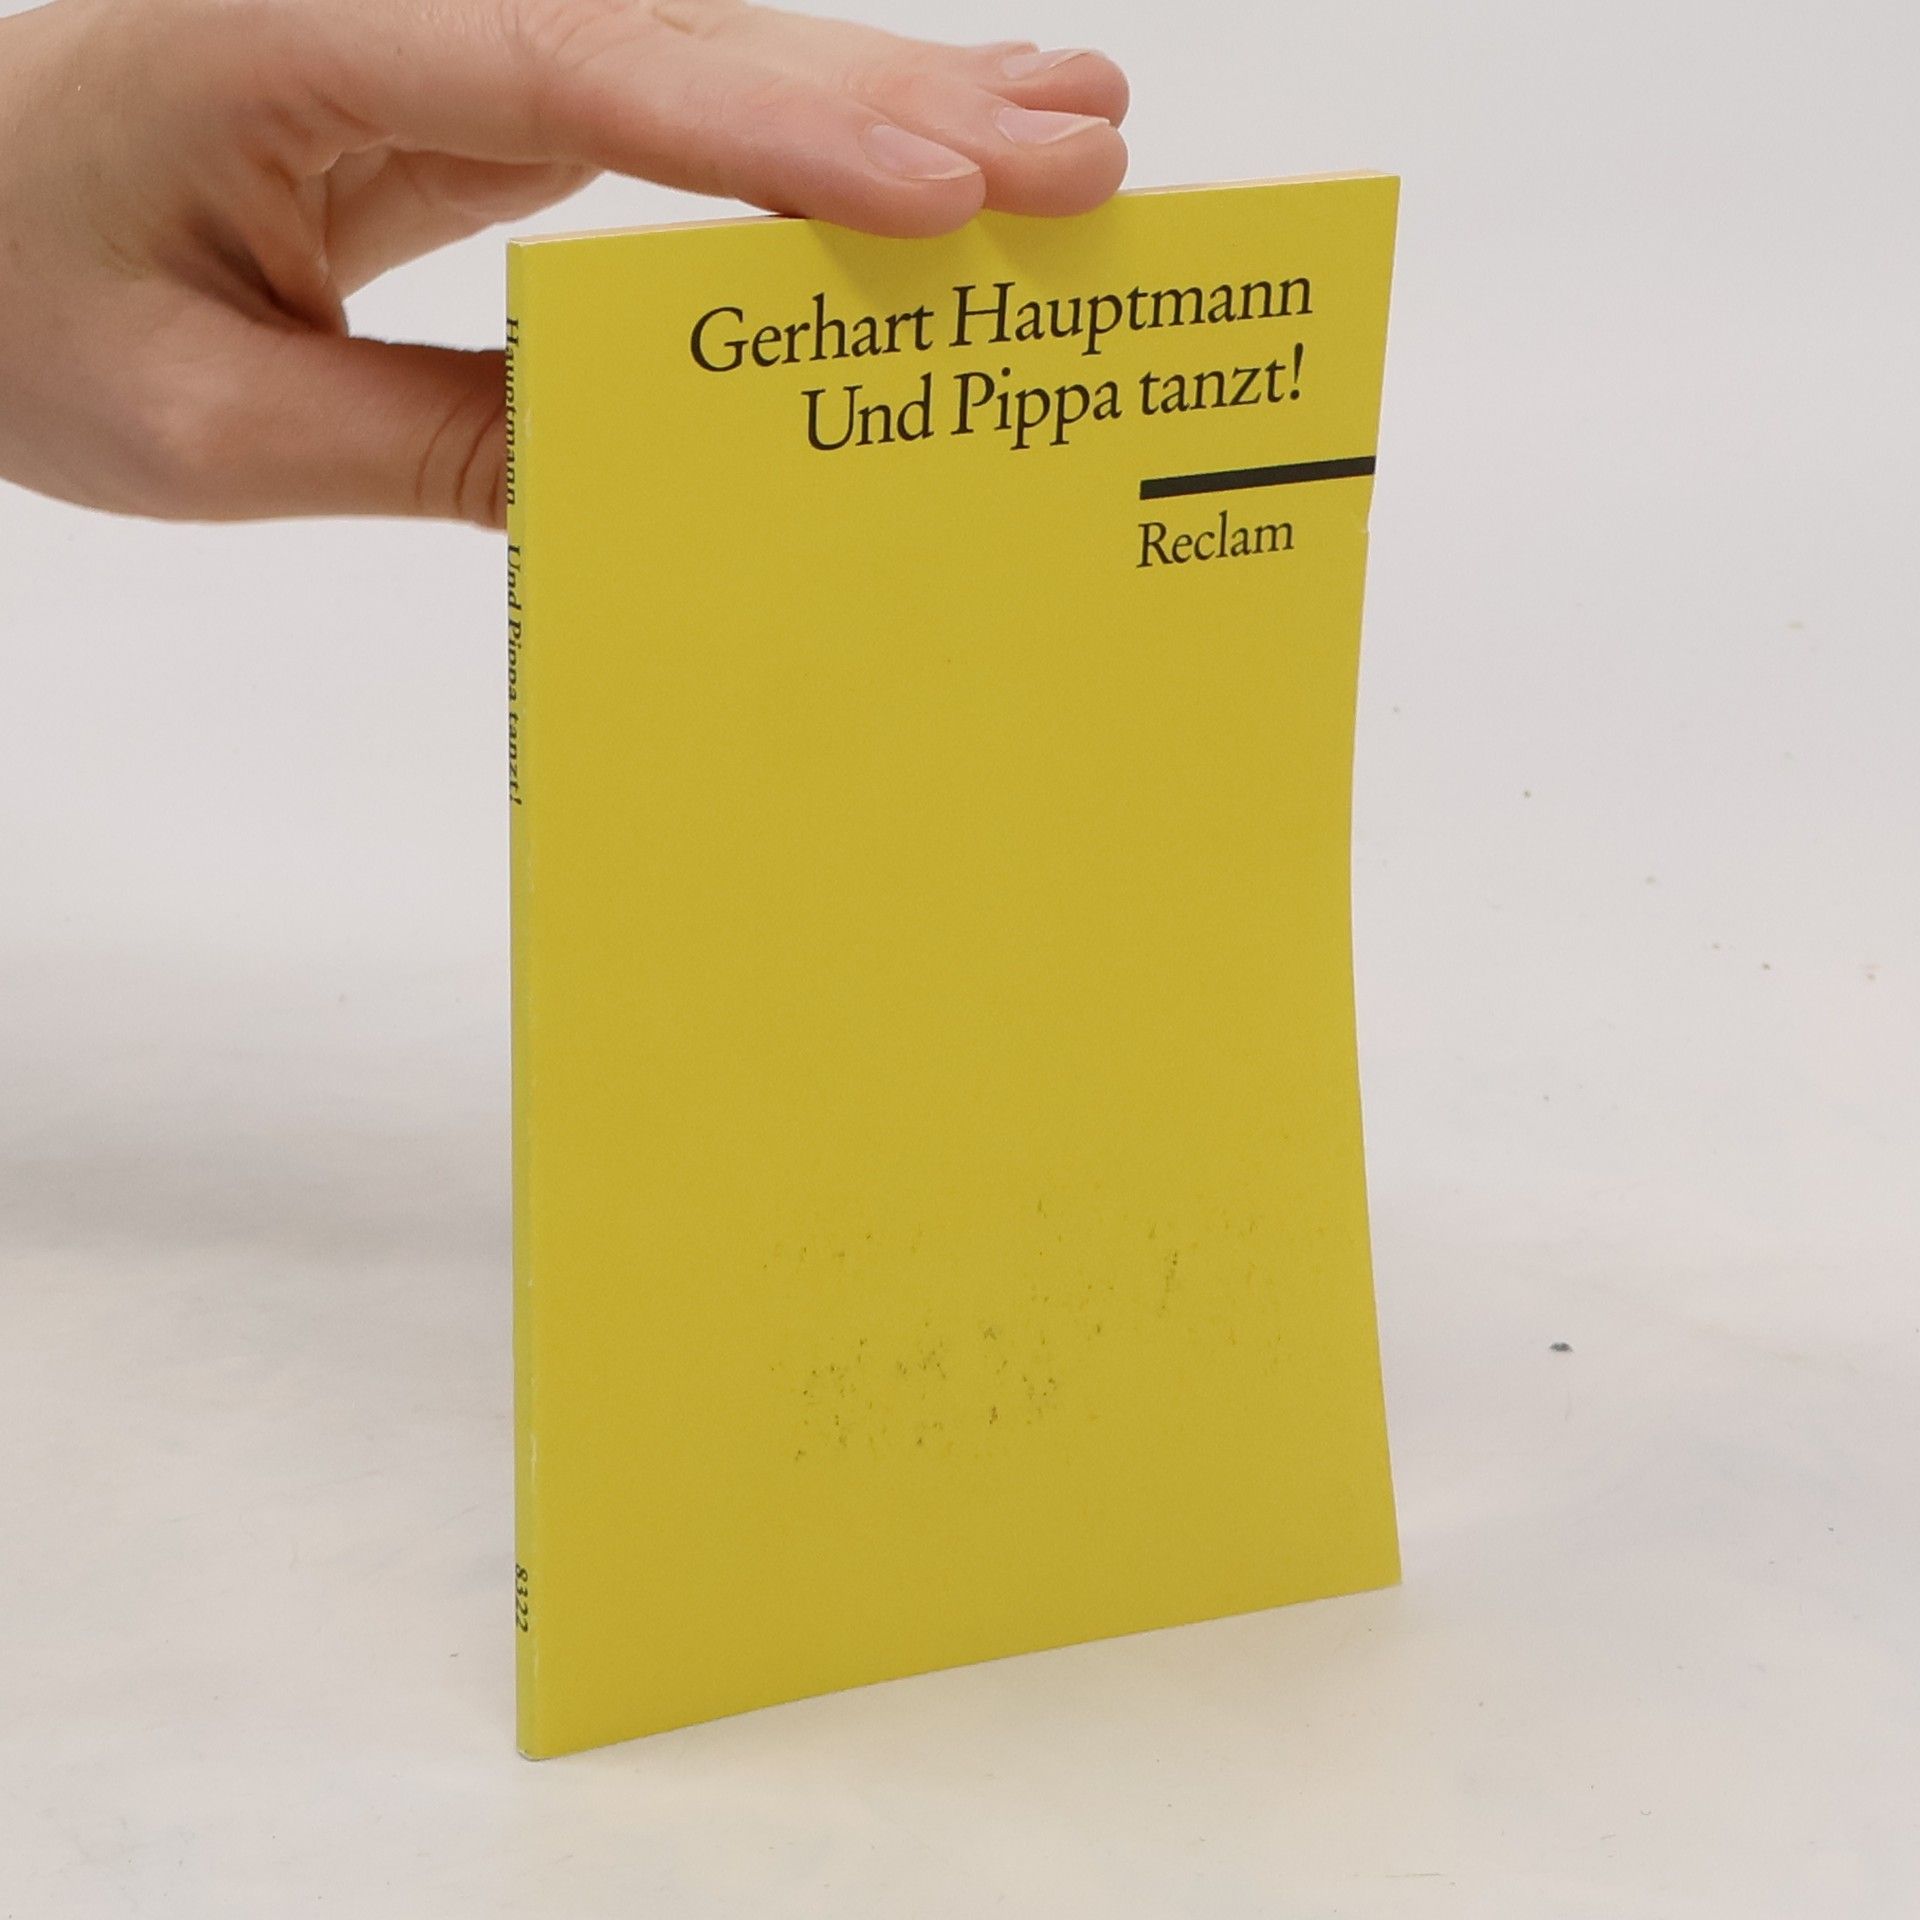 Gerhart Hauptmann
Und Pippa tanzt!
Reclam
Hauptmann Und Pippa tanzt!
8322